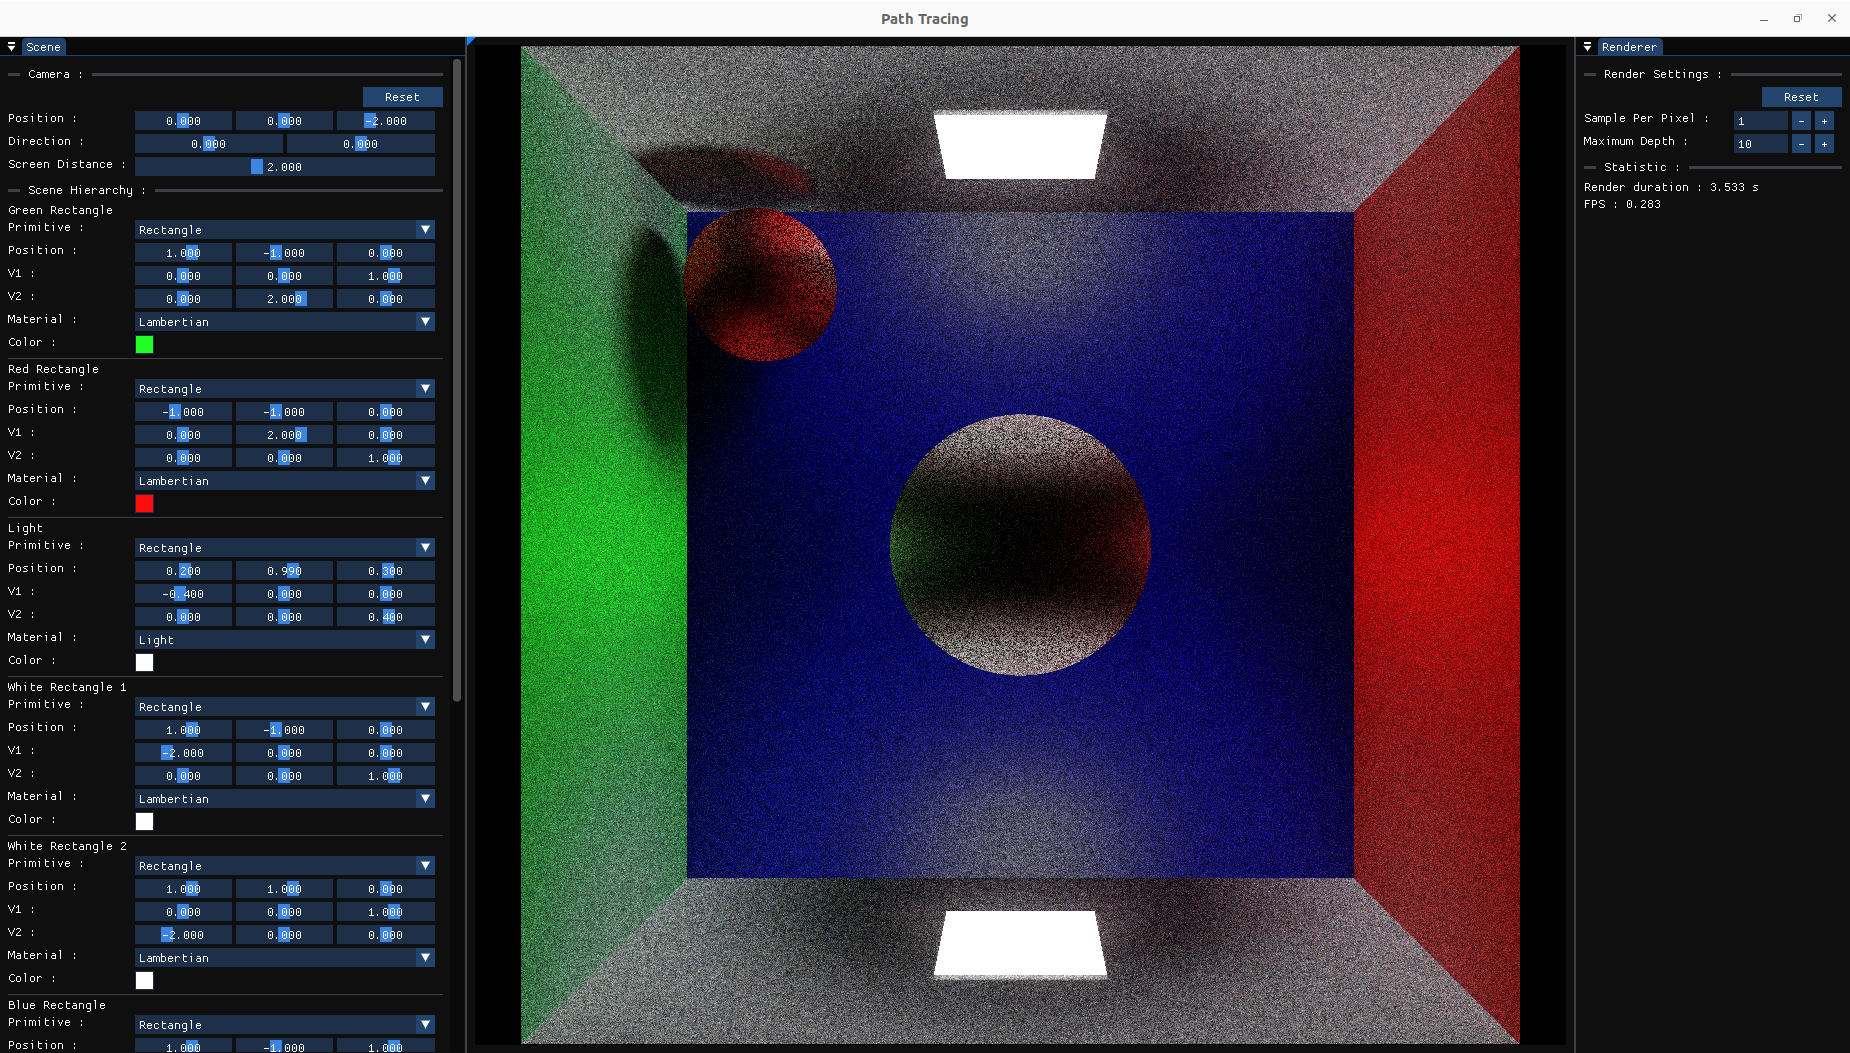 Path Tracing
Scene
Camera :
Reset
Position : 0.000 0.000 -2.000
Direction : 0.000 0.000
Screen Distance : 2.000
Scene Hierarchy :
Green Rectangle
Primitive : Rectangle
Position : 1.000 -1.000 0.000
V1 : 0.000 0.000 1.000
V2 : 0.000 2.000 0.000
Material : Lambertian
Color :
Red Rectangle
Primitive : Rectangle
Position : -1.000 -1.000 0.000
V1 : 0.000 2.000 0.000
V2 : 0.000 0.000 1.000
Material : Lambertian
Color :
Light
Primitive : Rectangle
Position : 0.200 0.990 0.300
V1 : -0.400 0.000 0.000
V2 : 0.000 0.000 0.400
Material : Light
Color :
White Rectangle 1
Primitive : Rectangle
Position : 1.000 -1.000 0.000
V1 : -2.000 0.000 0.000
V2 : 0.000 0.000 1.000
Material : Lambertian
Color :
White Rectangle 2
Primitive : Rectangle
Position : 1.000 1.000 0.000
V1 : 0.000 0.000 1.000
V2 : -2.000 0.000 0.000
Material : Lambertian
Color :
Blue Rectangle
Primitive : Rectangle
Position : 1.000 -1.000 1.000
Renderer
Render Settings :
Reset
Sample Per Pixel : 1 - +
Maximum Depth : 10 - +
Statistic :
Render duration : 3.533 s
FPS : 0.283